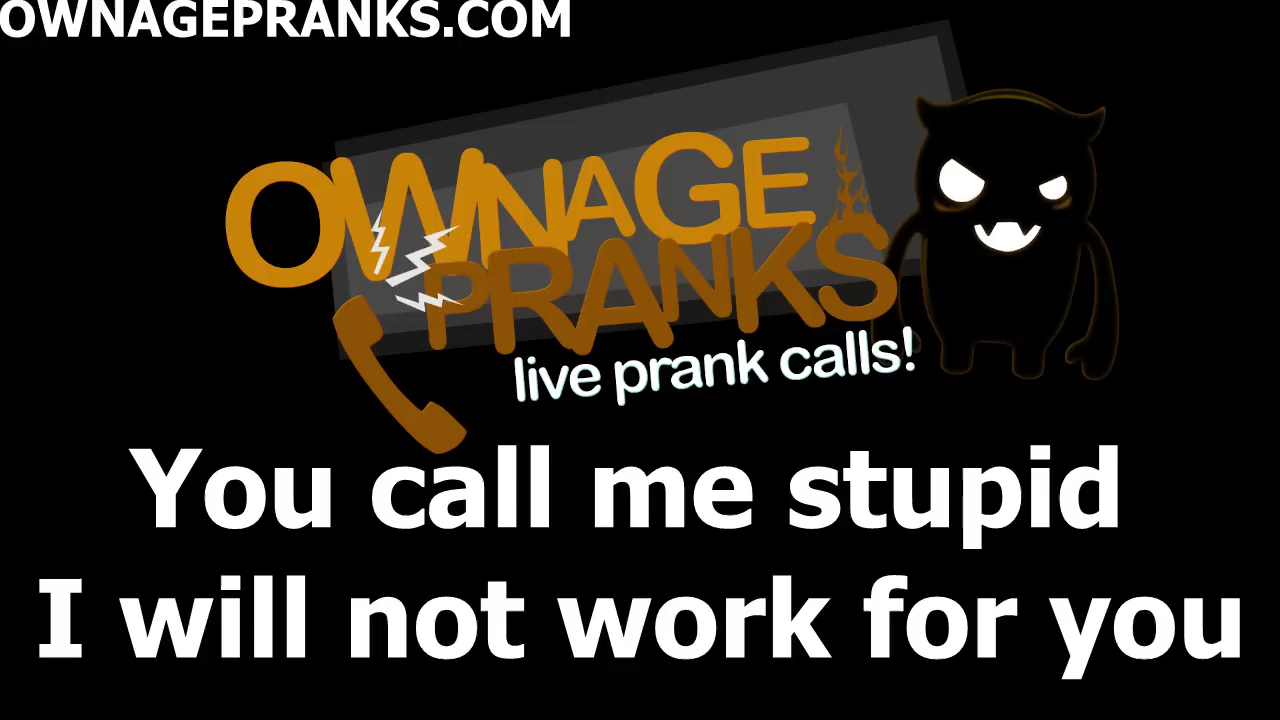 OWNAGEPRANKS.COM
OWNAGE
PRANKS
live prank calls!
You call me stupid
I will not work for you